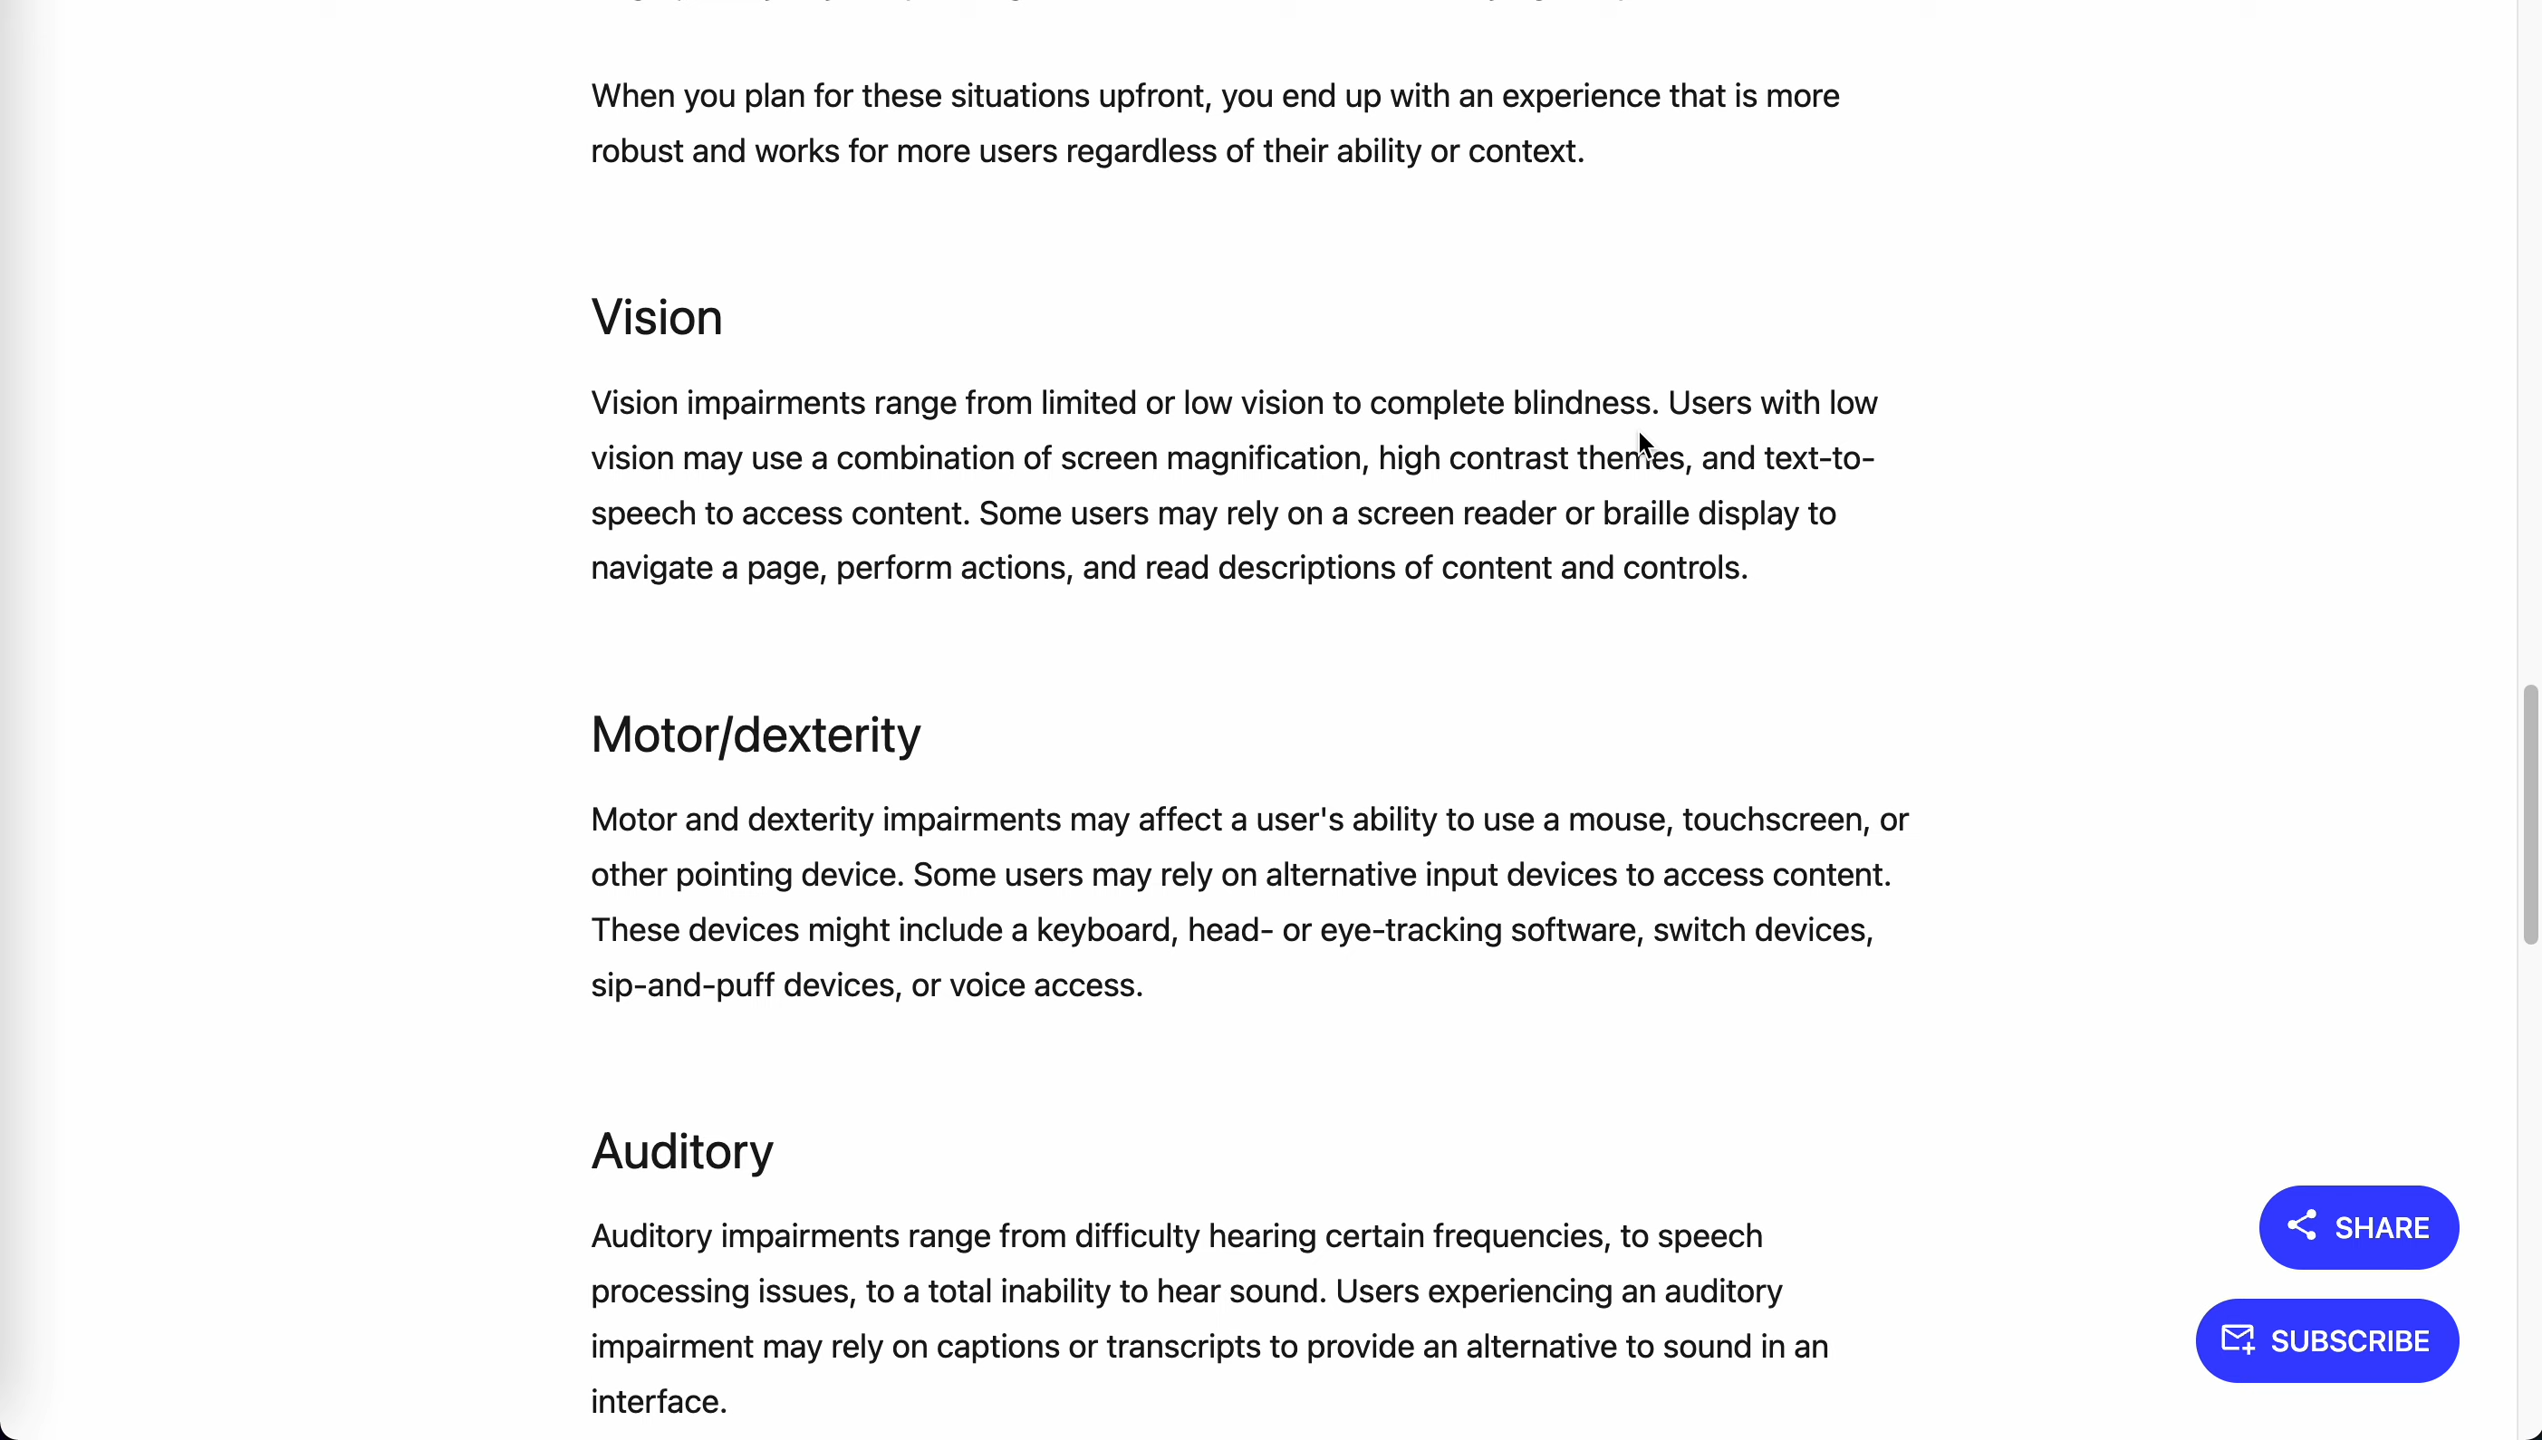 When you plan for these situations upfront, you end up with an experience that is more
robust and works for more users regardless of their ability or context.
Vision
Vision impairments range from limited or low vision to complete blindness. Users with low
vision may use a combination of screen magnification, high contrast themes, and text-to-
speech to access content. Some users may rely on a screen reader or braille display to
navigate a page, perform actions, and read descriptions of content and controls.
Motor/dexterity
Motor and dexterity impairments may affect a user's ability to use a mouse, touchscreen, or
other pointing device. Some users may rely on alternative input devices to access content.
These devices might include a keyboard, head- or eye-tracking software, switch devices,
sip-and-puff devices, or voice access.
Auditory
Auditory impairments range from difficulty hearing certain frequencies, to speech
processing issues, to a total inability to hear sound. Users experiencing an auditory
impairment may rely on captions or transcripts to provide an alternative to sound in an
interface.
SHARE
SUBSCRIBE